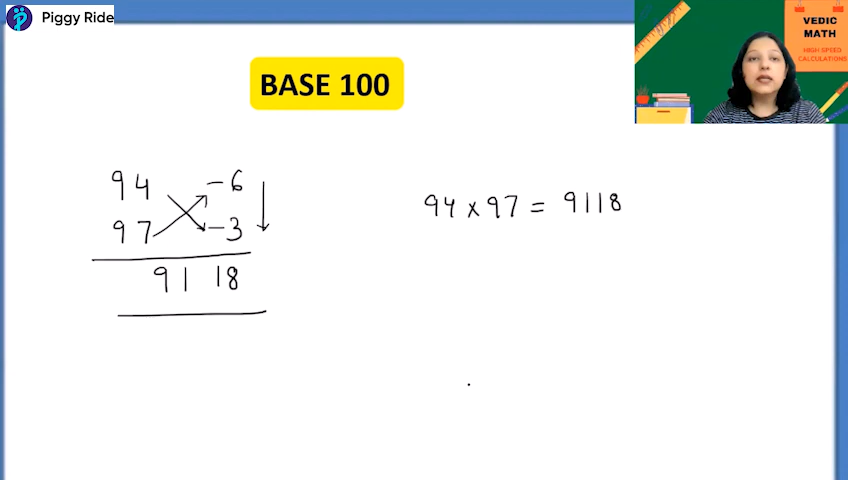 Piggy Ride
VEDIC
MATH
HIGH SPEED
CALCULATIONS
BASE 100
94 -6
97 -3
91 18
94 × 97 = 9118